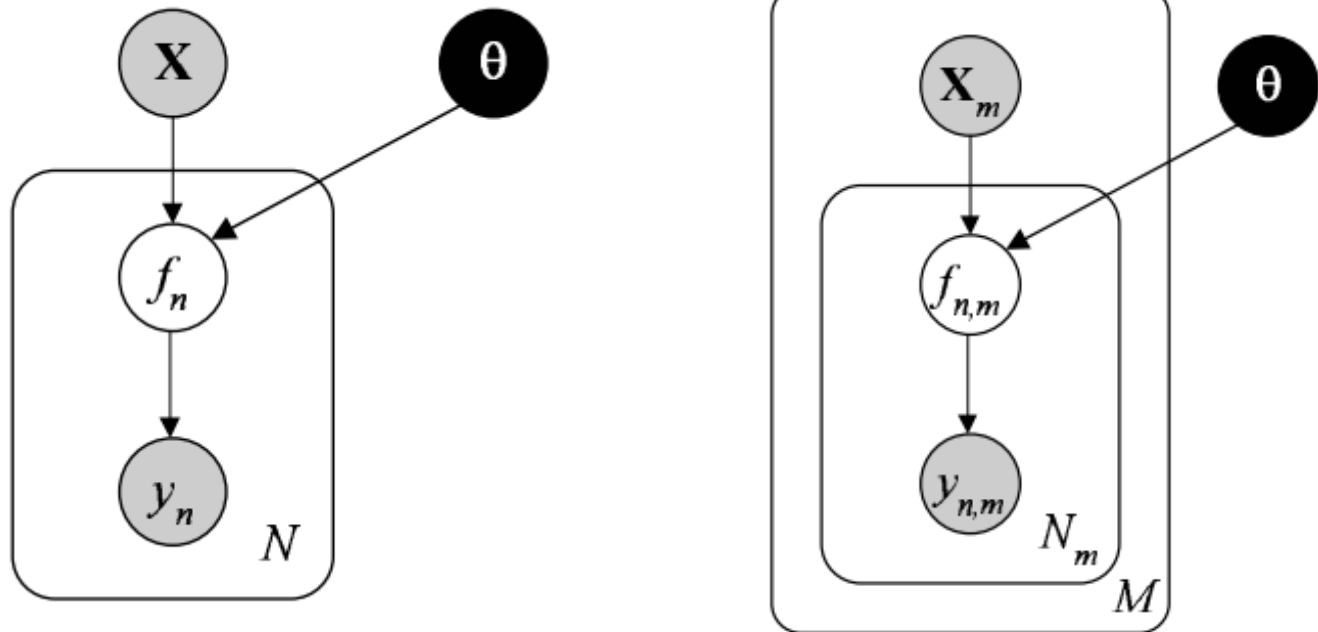 X
θ
f_n
y_n
N
X_m
θ
f_{n,m}
y_{n,m}
N_m
M